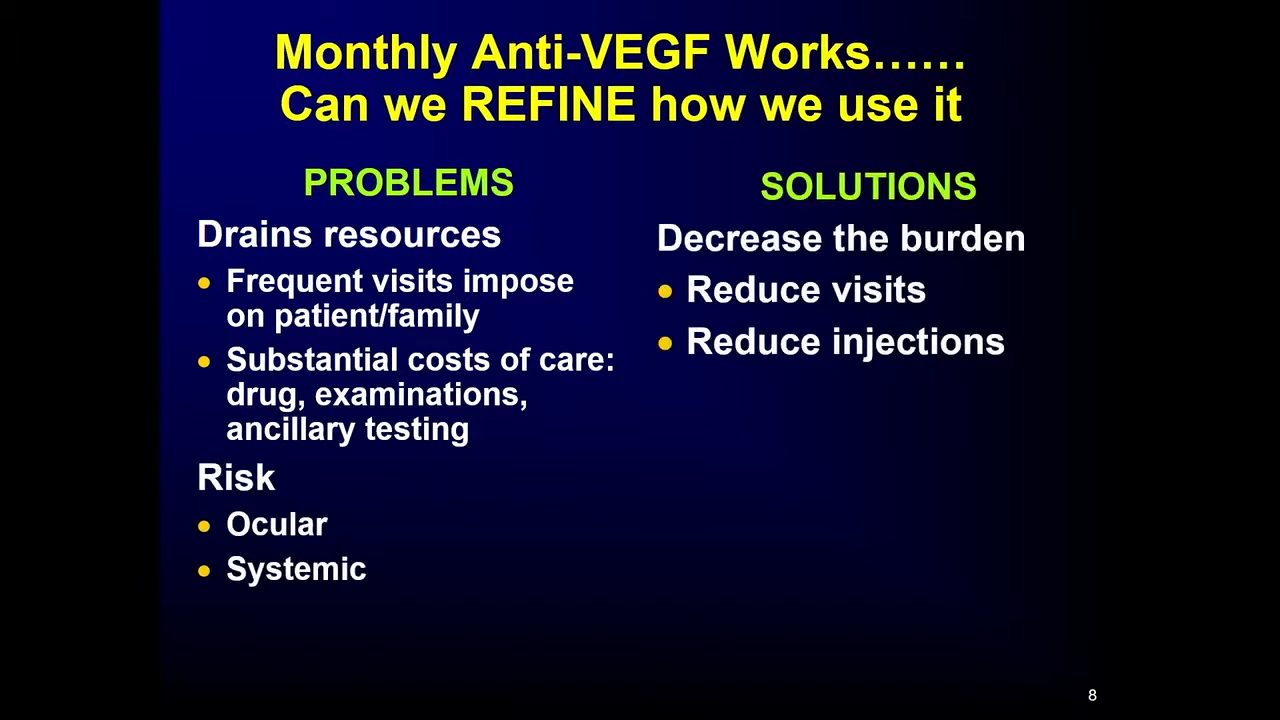 Monthly Anti-VEGF Works......
Can we REFINE how we use it
PROBLEMS
Drains resources
• Frequent visits impose
on patient/family
• Substantial costs of care:
drug, examinations,
ancillary testing
Risk
• Ocular
• Systemic
SOLUTIONS
Decrease the burden
• Reduce visits
• Reduce injections
8